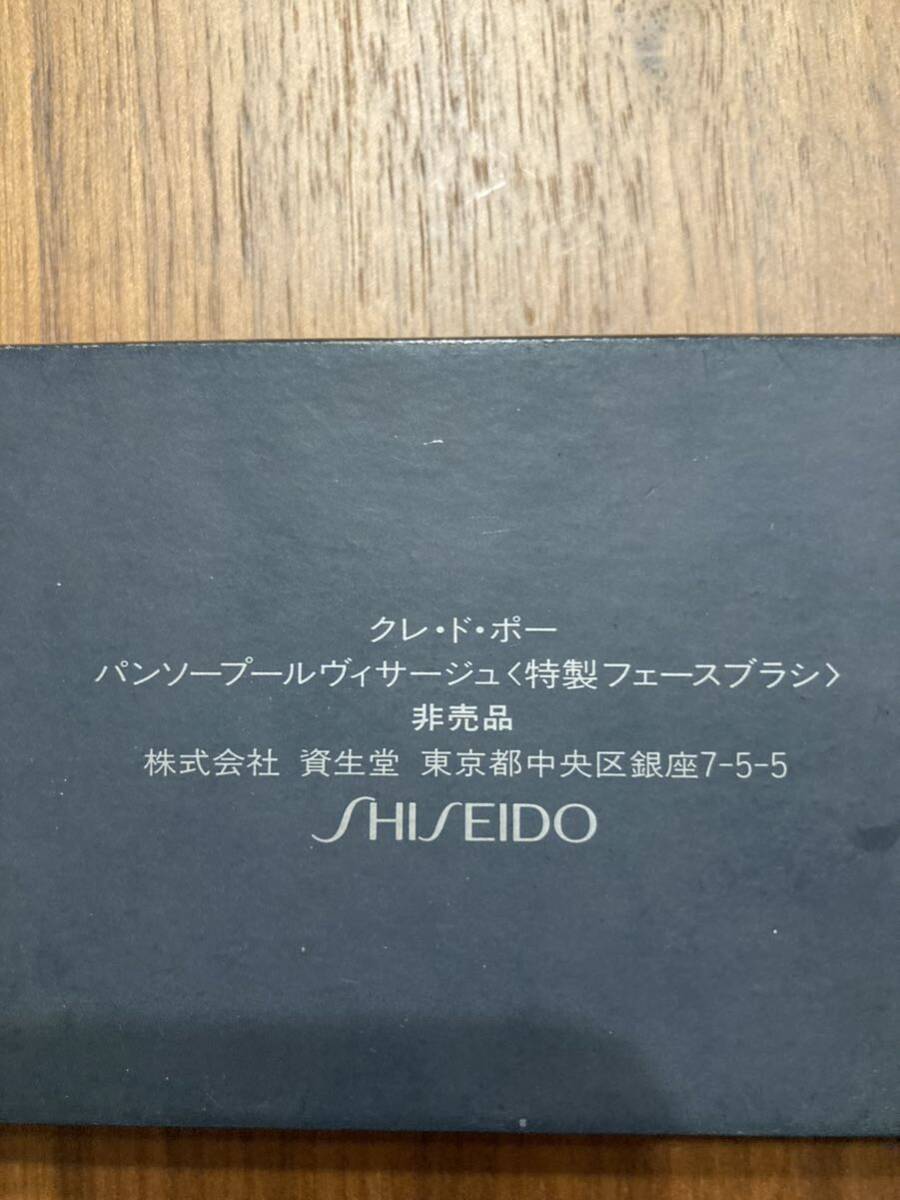 クレ・ド・ポー
パンソープールヴィサージュ〈特製フェースブラシ〉
非売品
株式会社 資生堂 東京都中央区銀座7-5-5
SHISEIDO